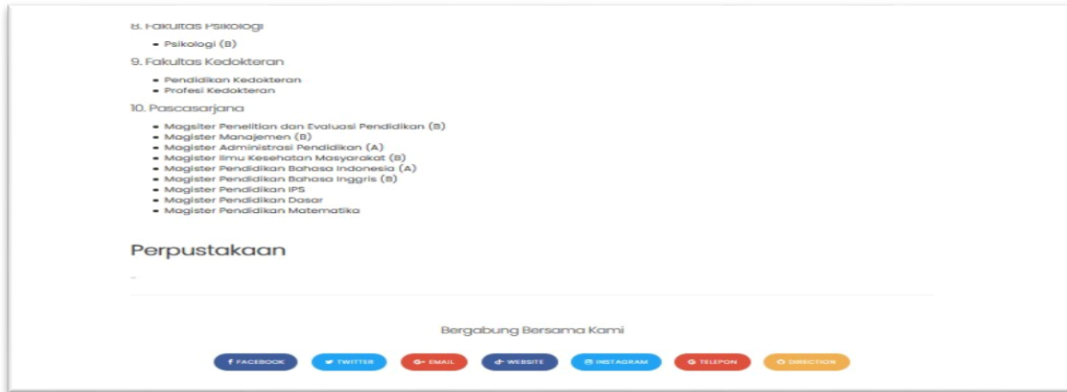 8. Fakultas Psikologi
Psikologi (B)
9. Fakultas Kedokteran
Pendidikan Kedokteran
Profesi Kedokteran
10. Pascasarjana
Magsiter Penelitian dan Evaluasi Pendidikan (B)
Magister Manajemen (B)
Magister Administrasi Pendidikan (A)
Magister Ilmu Kesehatan Masyarakat (B)
Magister Pendidikan Bahasa Indonesia (A)
Magister Pendidikan Bahasa Inggris (B)
Magister Pendidikan IPS
Magister Pendidikan Dasar
Magister Pendidikan Matematika
Perpustakaan
-
Bergabung Bersama Kami
FACEBOOK TWITTER EMAIL WEBSITE INSTAGRAM TELEPON DIRECTION